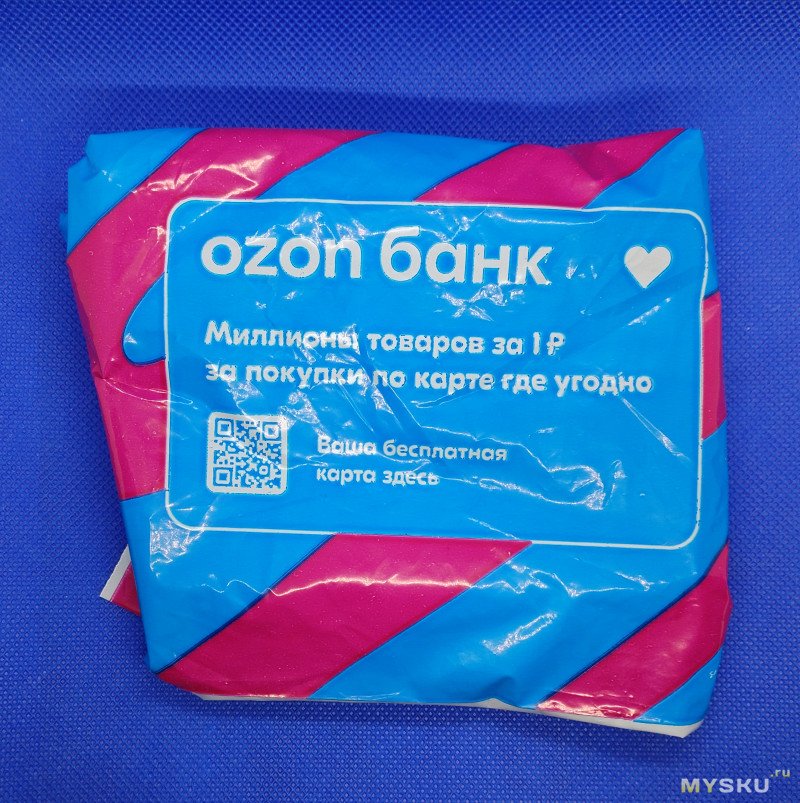 ozon банк
Миллионы товаров за 1 ₽
за покупки по карте где угодно
Ваша бесплатная
карта здесь
MYSKU.ru